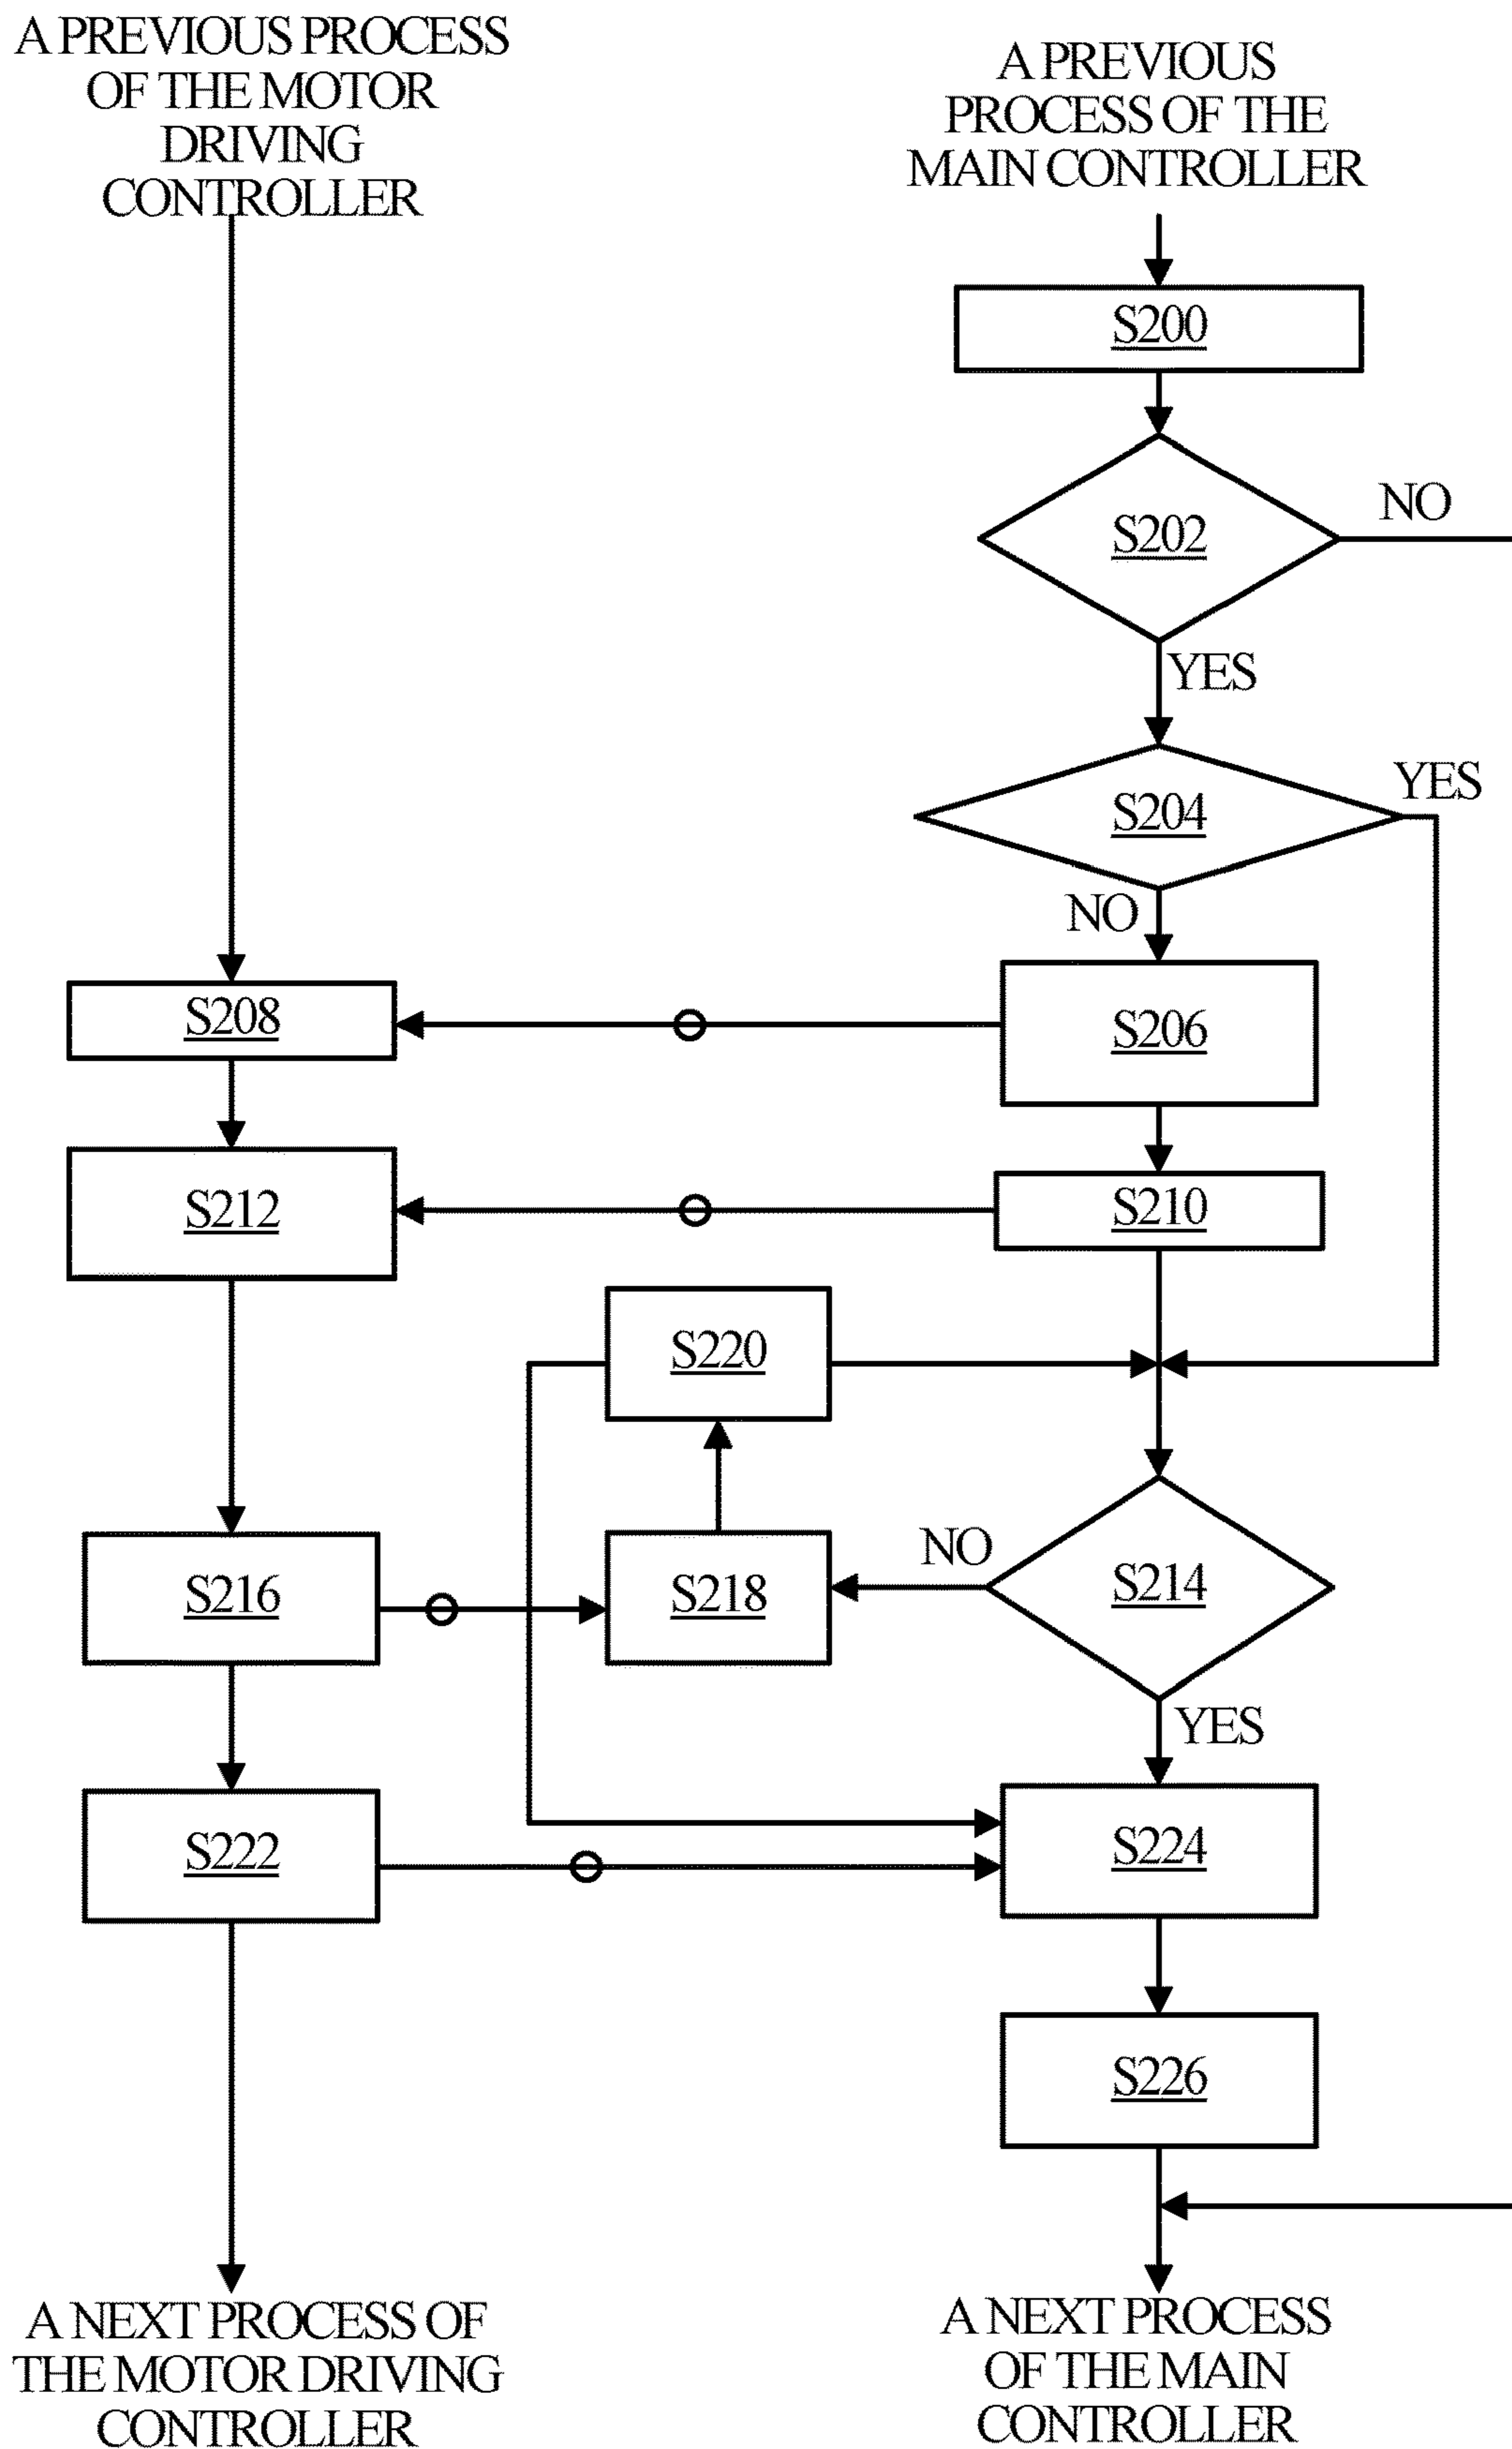 A PREVIOUS PROCESS
OF THE MOTOR
DRIVING
CONTROLLER
A PREVIOUS
PROCESS OF THE
MAIN CONTROLLER
S200
S202
NO
YES
S204
YES
NO
S206
S208
S210
S212
S220
S214
NO
S218
S216
YES
S224
S222
S226
A NEXT PROCESS OF
THE MOTOR DRIVING
CONTROLLER
A NEXT PROCESS
OF THE MAIN
CONTROLLER